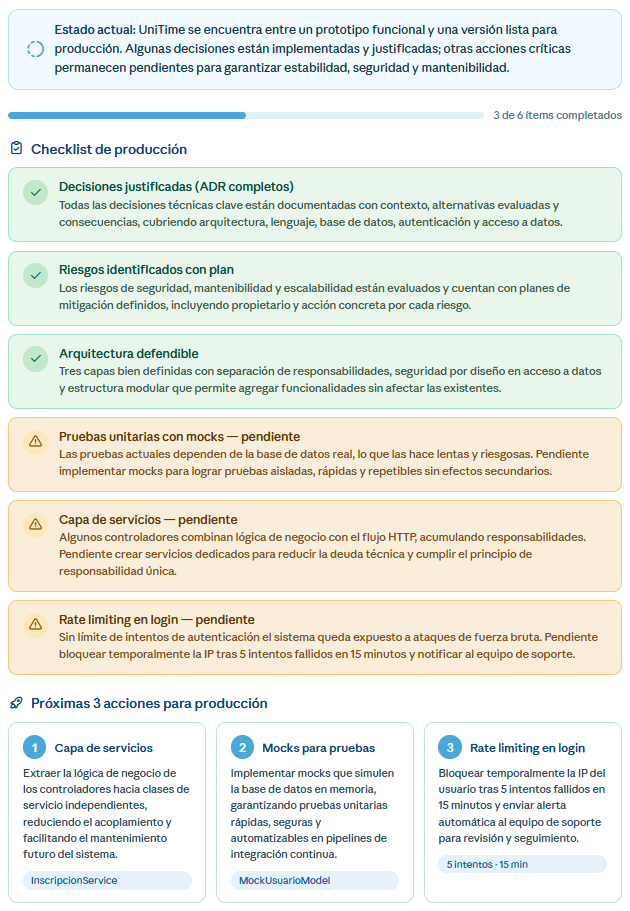 Estado actual: UniTime se encuentra entre un prototipo funcional y una versión lista para
producción. Algunas decisiones están implementadas y justificadas; otras acciones críticas
permanecen pendientes para garantizar estabilidad, seguridad y mantenibilidad.
3 de 6 ítems completados
Checklist de producción
Decisiones justificadas (ADR completos)
Todas las decisiones técnicas clave están documentadas con contexto, alternativas evaluadas y
consecuencias, cubriendo arquitectura, lenguaje, base de datos, autenticación y acceso a datos.
Riesgos identificados con plan
Los riesgos de seguridad, mantenibilidad y escalabilidad están evaluados y cuentan con planes de
mitigación definidos, incluyendo propietario y acción concreta por cada riesgo.
Arquitectura defendible
Tres capas bien definidas con separación de responsabilidades, seguridad por diseño en acceso a datos
y estructura modular que permite agregar funcionalidades sin afectar las existentes.
Pruebas unitarias con mocks — pendiente
Las pruebas actuales dependen de la base de datos real, lo que las hace lentas y riesgosas. Pendiente
implementar mocks para lograr pruebas aisladas, rápidas y repetibles sin efectos secundarios.
Capa de servicios — pendiente
Algunos controladores combinan lógica de negocio con el flujo HTTP, acumulando responsabilidades.
Pendiente crear servicios dedicados para reducir la deuda técnica y cumplir el principio de
responsabilidad única.
Rate limiting en login — pendiente
Sin límite de intentos de autenticación el sistema queda expuesto a ataques de fuerza bruta. Pendiente
bloquear temporalmente la IP tras 5 intentos fallidos en 15 minutos y notificar al equipo de soporte.
Próximas 3 acciones para producción
1 Capa de servicios
Extraer la lógica de negocio de
los controladores hacia clases de
servicio independientes,
reduciendo el acoplamiento y
facilitando el mantenimiento
futuro del sistema.
InscripcionService
2 Mocks para pruebas
Implementar mocks que simulen
la base de datos en memoria,
garantizando pruebas unitarias
rápidas, seguras y
automatizables en pipelines de
integración continua.
MockUsuarioModel
3 Rate limiting en login
Bloquear temporalmente la IP del
usuario tras 5 intentos fallidos en
15 minutos y enviar alerta
automática al equipo de soporte
para revisión y seguimiento.
5 intentos · 15 min